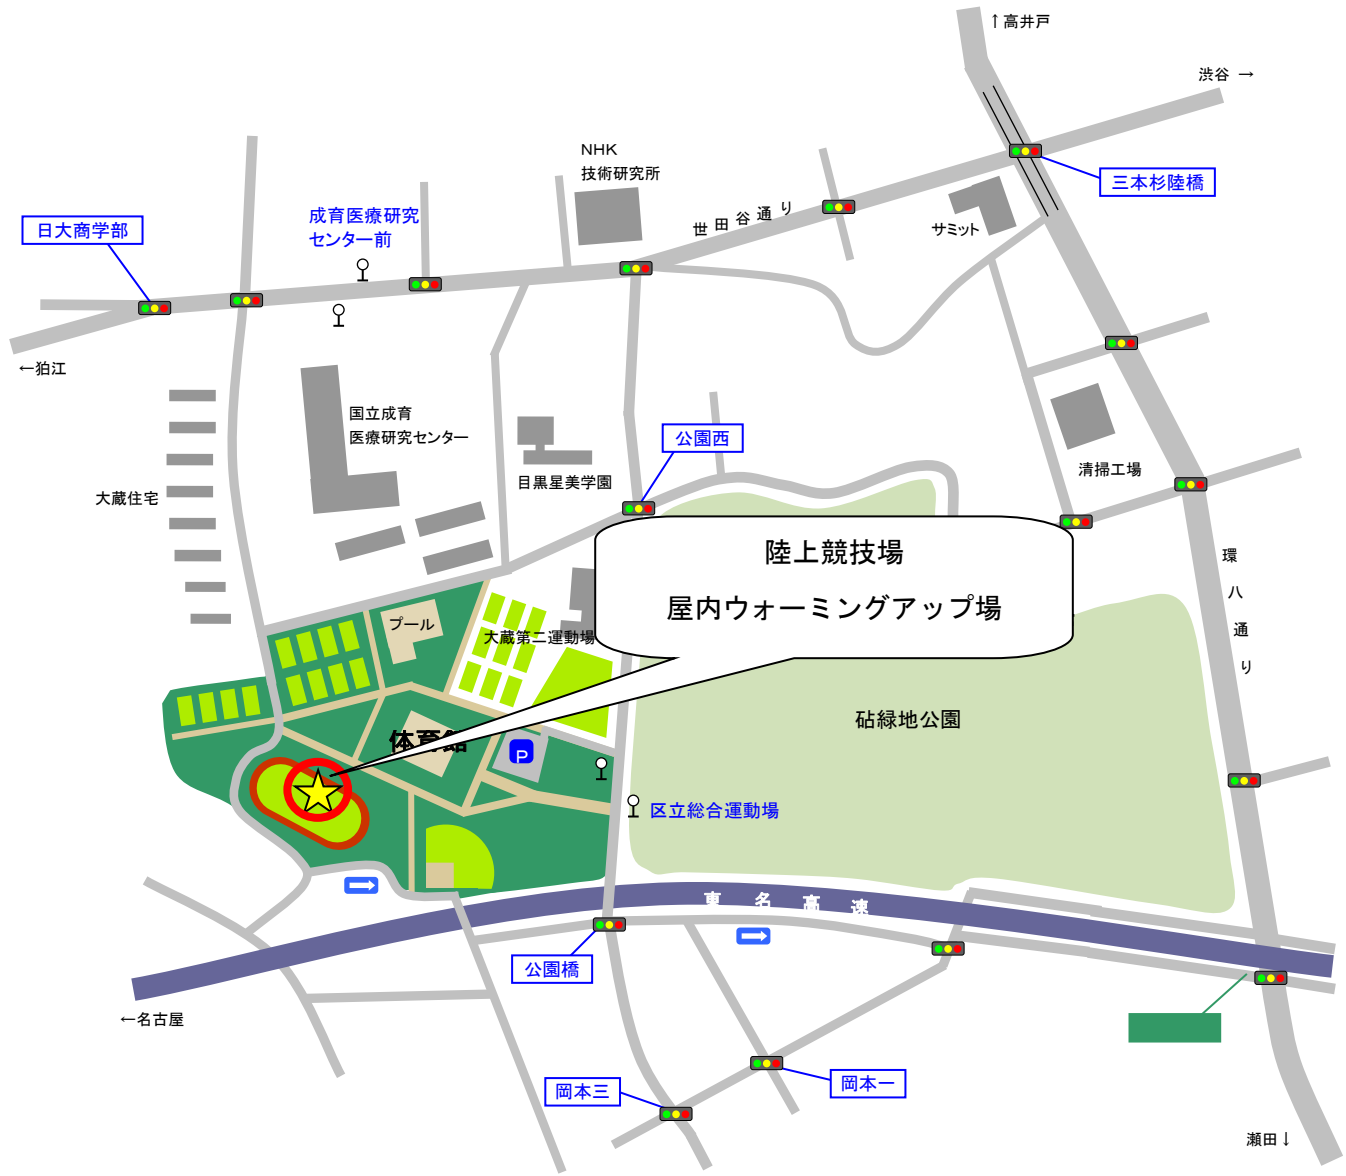 ↑高井戸
渋谷 →
NHK
技術研究所
三本杉陸橋
成育医療研究
センター前
日大商学部
世田谷通り
サミット
←狛江
国立成育
医療研究センター
公園西
目黒星美学園
清掃工場
大蔵住宅
陸上競技場
屋内ウォーミングアップ場
環八通り
プール
大蔵第二運動場
砧緑地公園
体育館
P
区立総合運動場
東名高速
公園橋
←名古屋
岡本三
岡本一
瀬田↓